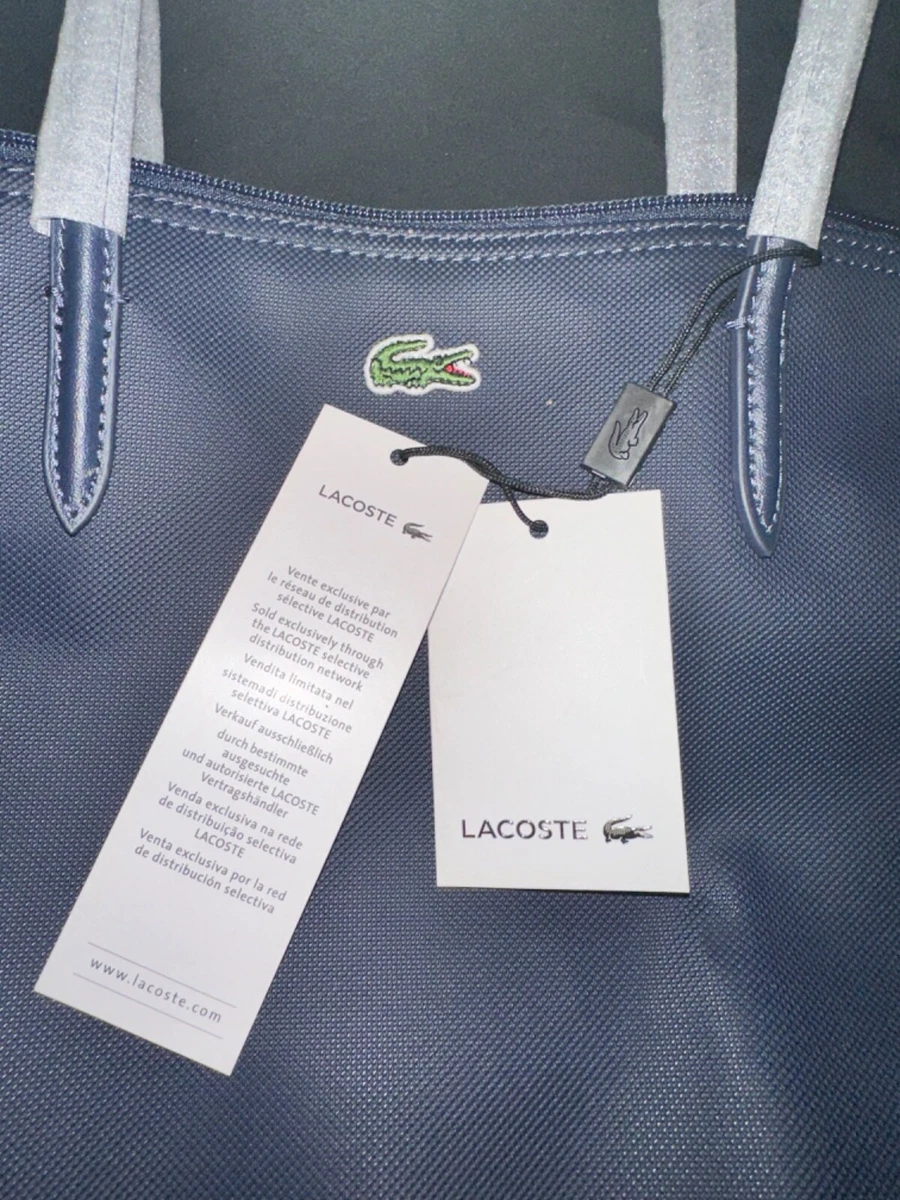 LACOSTE
Vente exclusive par
le réseau de distribution
sélective LACOSTE
Sold exclusively through
the LACOSTE selective
distribution network
Vendita limitata nel
sistemadi distribuzione
selettiva LACOSTE
Verkauf ausschließlich
durch bestimmte
ausgesuchte
und autorisierte LACOSTE
Vertragshändler
Venda exclusiva na rede
de distribuição selectiva
LACOSTE
Venta exclusiva por la red
de distribución selectiva
www.lacoste.com
LACOSTE